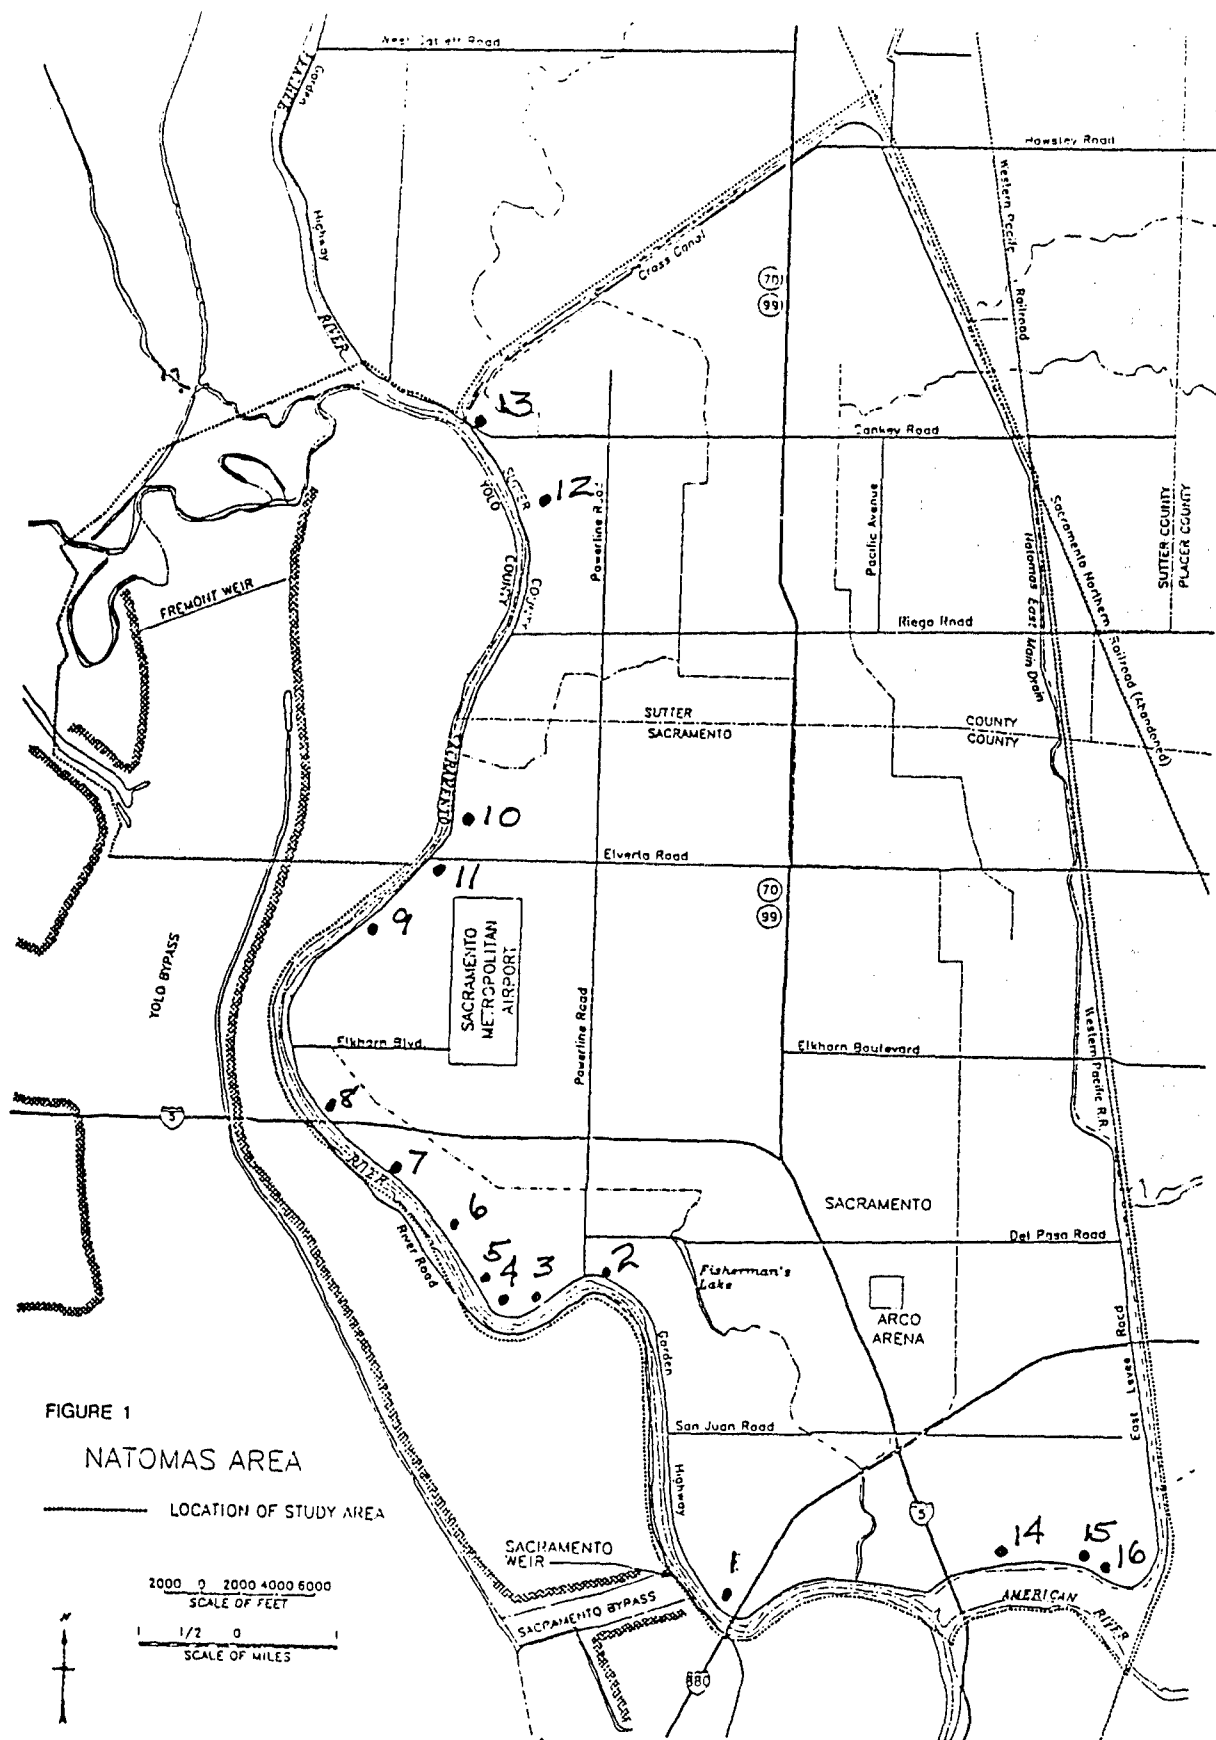 Road
Garden
FEATHER
Howsley Road
Western Pacific
Highway
Cross Canal
70
99
Railroad
RIVER
13
Sankey Road
12
SUTTER
YOLO
COUNTY
COUNTY
Powerline Road
Pacific Avenue
SUTTER COUNTY
PLACER COUNTY
Sacramento Northern Railroad (Abandoned)
Natomas East Main Drain
FREMONT WEIR
Riego Road
SUTTER
SACRAMENTO
COUNTY
COUNTY
SACRAMENTO
10
Elverta Road
11
70
99
9
SACRAMENTO
METROPOLITAN
AIRPORT
YOLO BYPASS
Powerline Road
Elkhorn Blvd.
Elkhorn Boulevard
Western Pacific R.R.
8
5
7
RIVER
SACRAMENTO
6
River Road
Del Paso Road
5
4
3
2
Fisherman's
Lake
ARCO
ARENA
Garden
East Levee Road
FIGURE 1
San Juan Road
NATOMAS AREA
Highway
LOCATION OF STUDY AREA
5
SACRAMENTO
WEIR
14
15
16
1
2000 0 2000 4000 6000
SCALE OF FEET
AMERICAN
RIVER
SACRAMENTO BYPASS
1 1/2 0 1
SCALE OF MILES
N
880